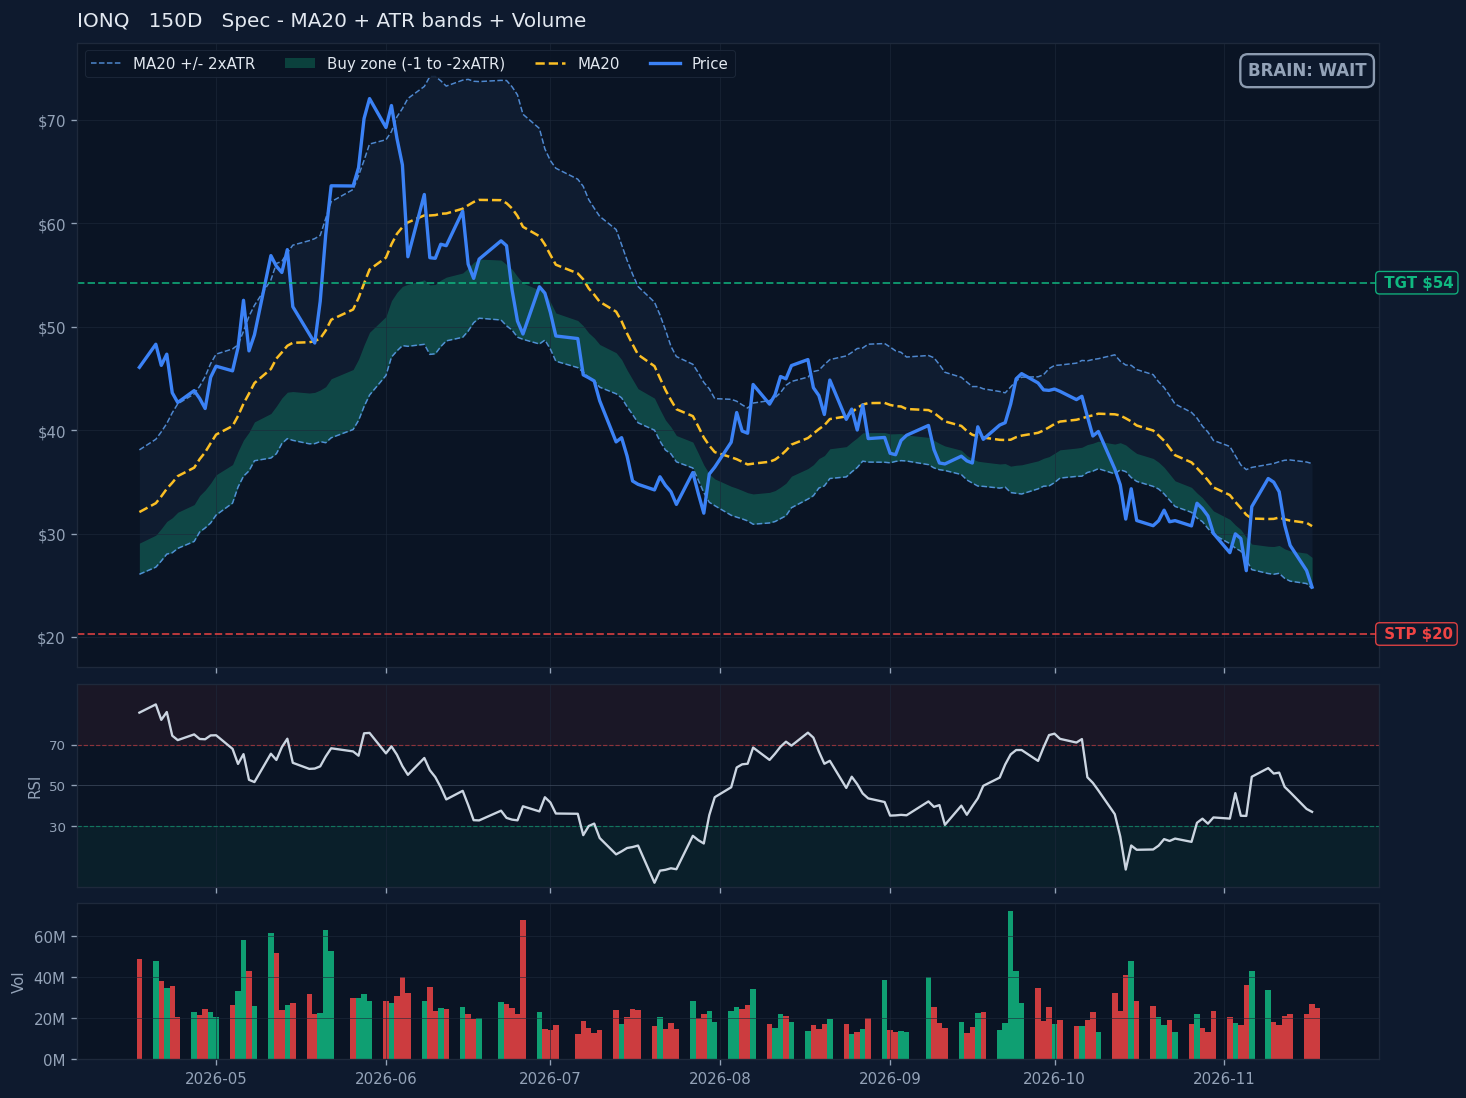 IONQ   150D   Spec - MA20 + ATR bands + Volume
MA20 +/- 2xATR
Buy zone (-1 to -2xATR)
MA20
Price
BRAIN: WAIT
$70
$60
$50
$40
$30
$20
TGT $54
STP $20
RSI
70
50
30
Vol
60M
40M
20M
0M
2026-05
2026-06
2026-07
2026-08
2026-09
2026-10
2026-11